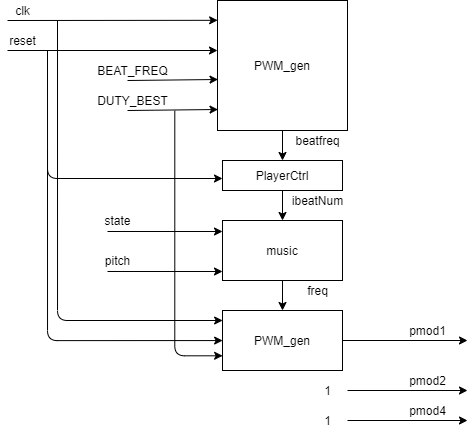 clk
reset
BEAT_FREQ
DUTY_BEST
PWM_gen
beatfreq
PlayerCtrl
ibeatNum
state
pitch
music
freq
PWM_gen
pmod1
1
pmod2
1
pmod4